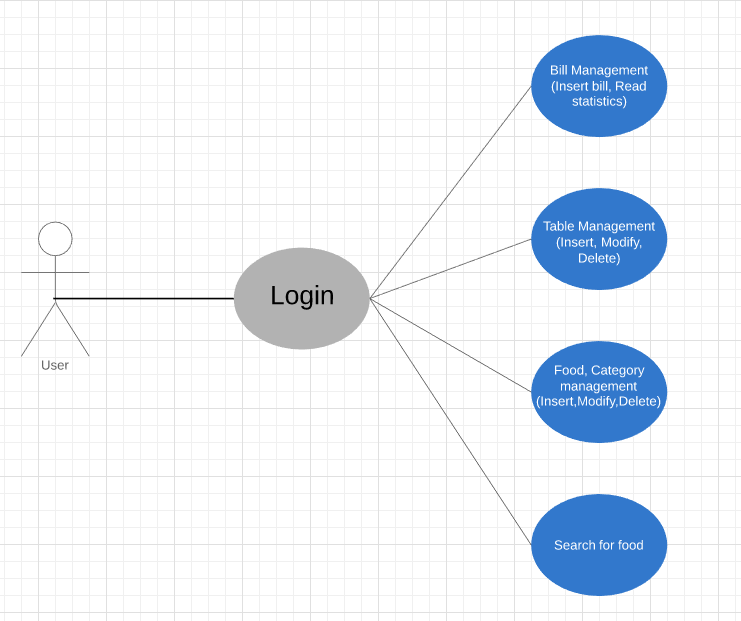 Bill Management
(Insert bill, Read
statistics)
Table Management
(Insert, Modify,
Delete)
Login
User
Food, Category
management
(Insert,Modify,Delete)
Search for food